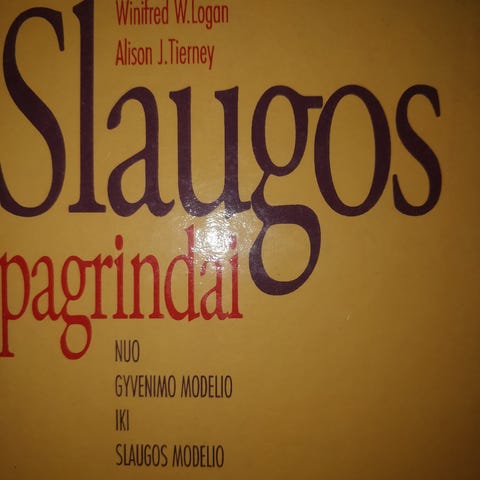 Winifred W.Logan
Alison J.Tierney
Slaugos
pagrindai
NUO
GYVENIMO MODELIO
IKI
SLAUGOS MODELIO